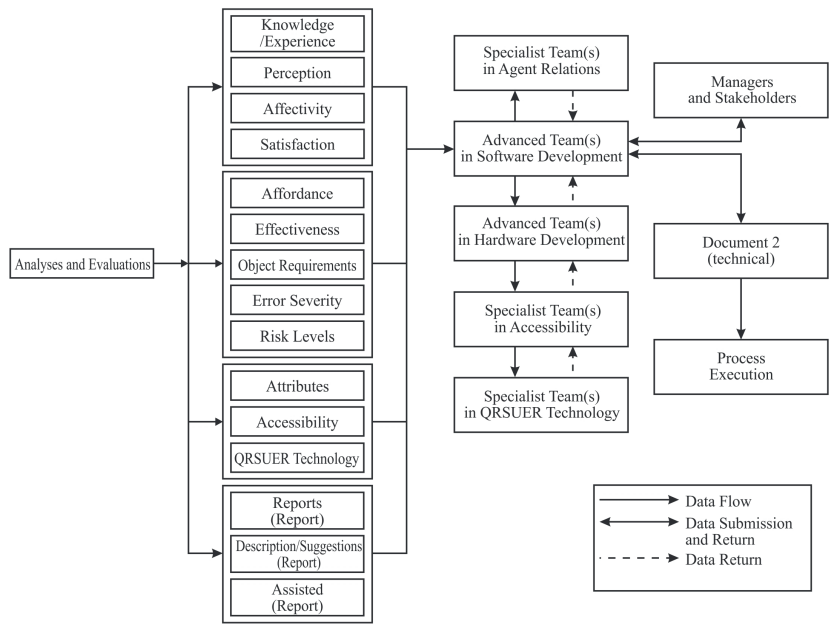 Analyses and Evaluations
Knowledge
/Experience
Perception
Affectivity
Satisfaction
Affordance
Effectiveness
Object Requirements
Error Severity
Risk Levels
Attributes
Accessibility
QRSUER Technology
Reports
(Report)
Description/Suggestions
(Report)
Assisted
(Report)
Specialist Team(s)
in Agent Relations
Advanced Team(s)
in Software Development
Advanced Team(s)
in Hardware Development
Specialist Team(s)
in Accessibility
Specialist Team(s)
in QRSUER Technology
Managers
and Stakeholders
Document 2
(technical)
Process
Execution
Data Flow
Data Submission
and Return
Data Return